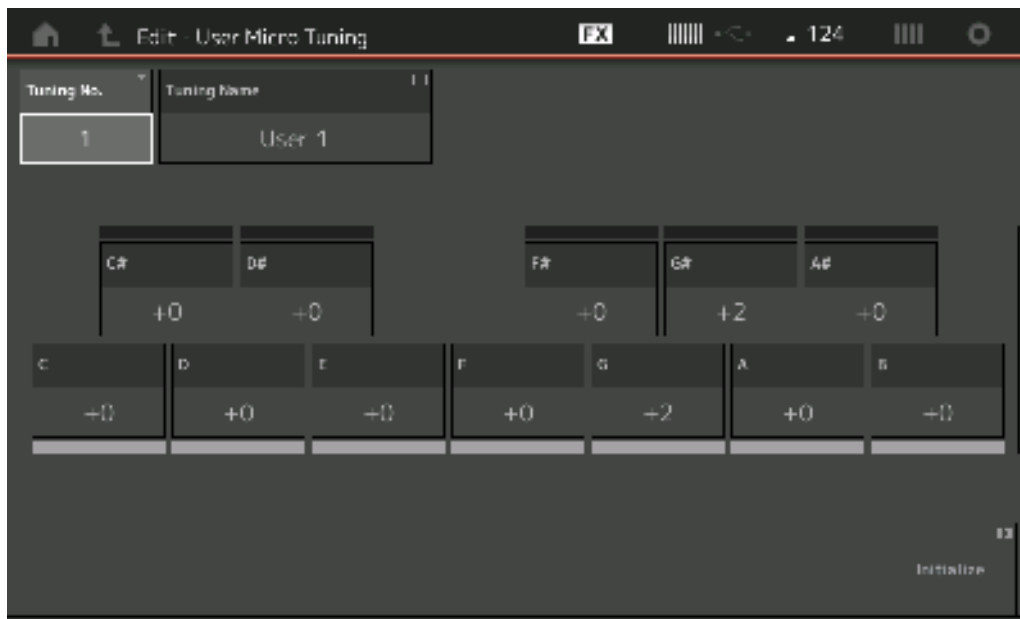 Edit - User Micro Tuning FX 124
Tuning No. Tuning Name
1 User 1
C# D# F# G# A#
+0 +0 +0 +2 +0
C D E F G A B
+0 +0 +0 +0 +2 +0 +0
Initialize